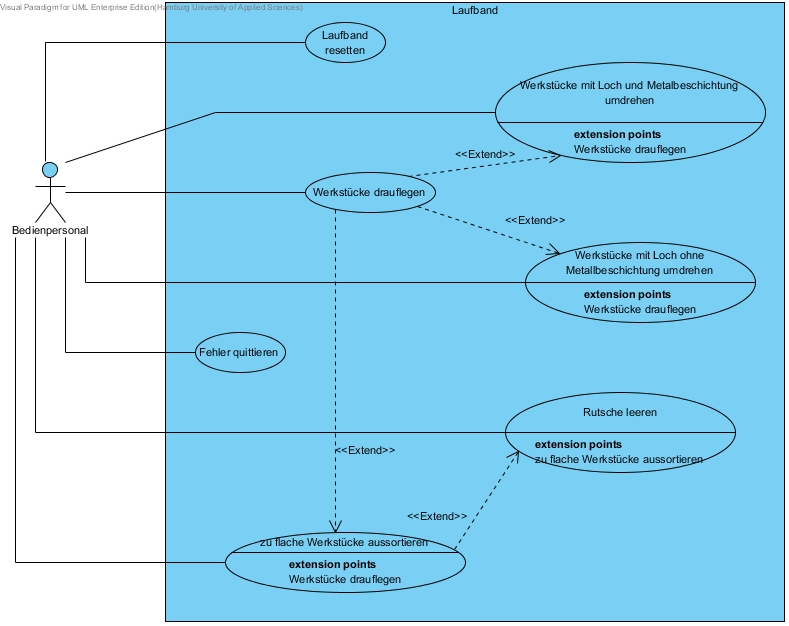 Visual Paradigm for UML Enterprise Edition(Hamburg University of Applied Sciences)
Laufband
Laufband
resetten
Werkstücke mit Loch und Metalbeschichtung
umdrehen
extension points
Werkstücke drauflegen
<<Extend>>
Werkstücke drauflegen
<<Extend>>
Bedienpersonal
Werkstücke mit Loch ohne
Metallbeschichtung umdrehen
extension points
Werkstücke drauflegen
Fehler quittieren
Rutsche leeren
extension points
zu flache Werkstücke aussortieren
<<Extend>>
<<Extend>>
zu flache Werkstücke aussortieren
extension points
Werkstücke drauflegen